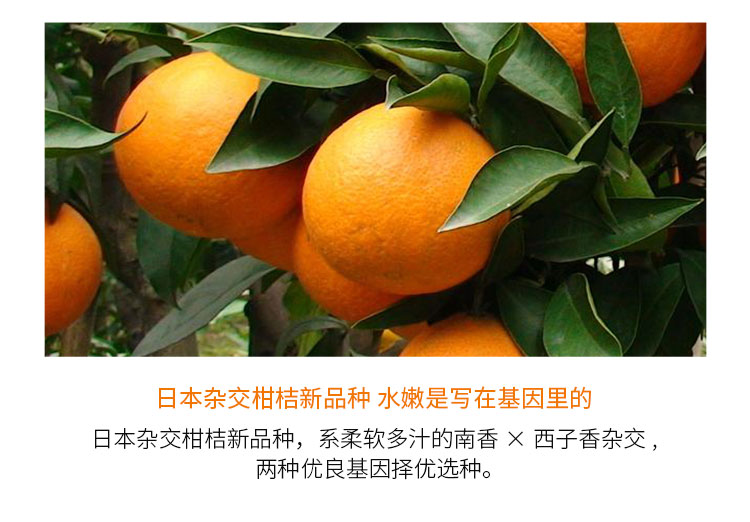 日本杂交柑桔新品种 水嫩是写在基因里的
日本杂交柑桔新品种，系柔软多汁的南香 × 西子香杂交，
两种优良基因择优选种。